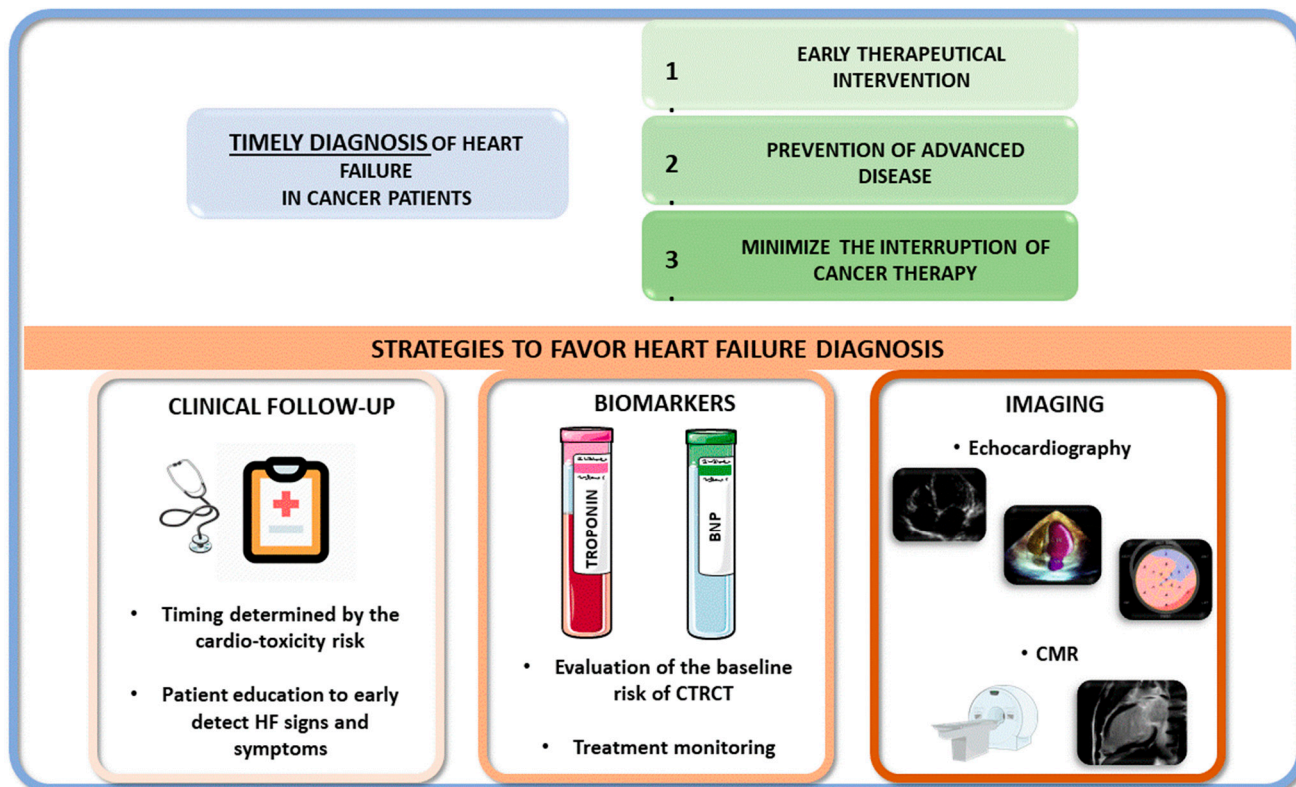 TIMELY DIAGNOSIS OF HEART
FAILURE
IN CANCER PATIENTS
1
.
EARLY THERAPEUTICAL
INTERVENTION
2
.
PREVENTION OF ADVANCED
DISEASE
3
.
MINIMIZE THE INTERRUPTION OF
CANCER THERAPY
STRATEGIES TO FAVOR HEART FAILURE DIAGNOSIS
CLINICAL FOLLOW-UP
• Timing determined by the
cardio-toxicity risk
• Patient education to early
detect HF signs and
symptoms
BIOMARKERS
TROPONIN
BNP
• Evaluation of the baseline
risk of CTRCT
• Treatment monitoring
IMAGING
• Echocardiography
• CMR